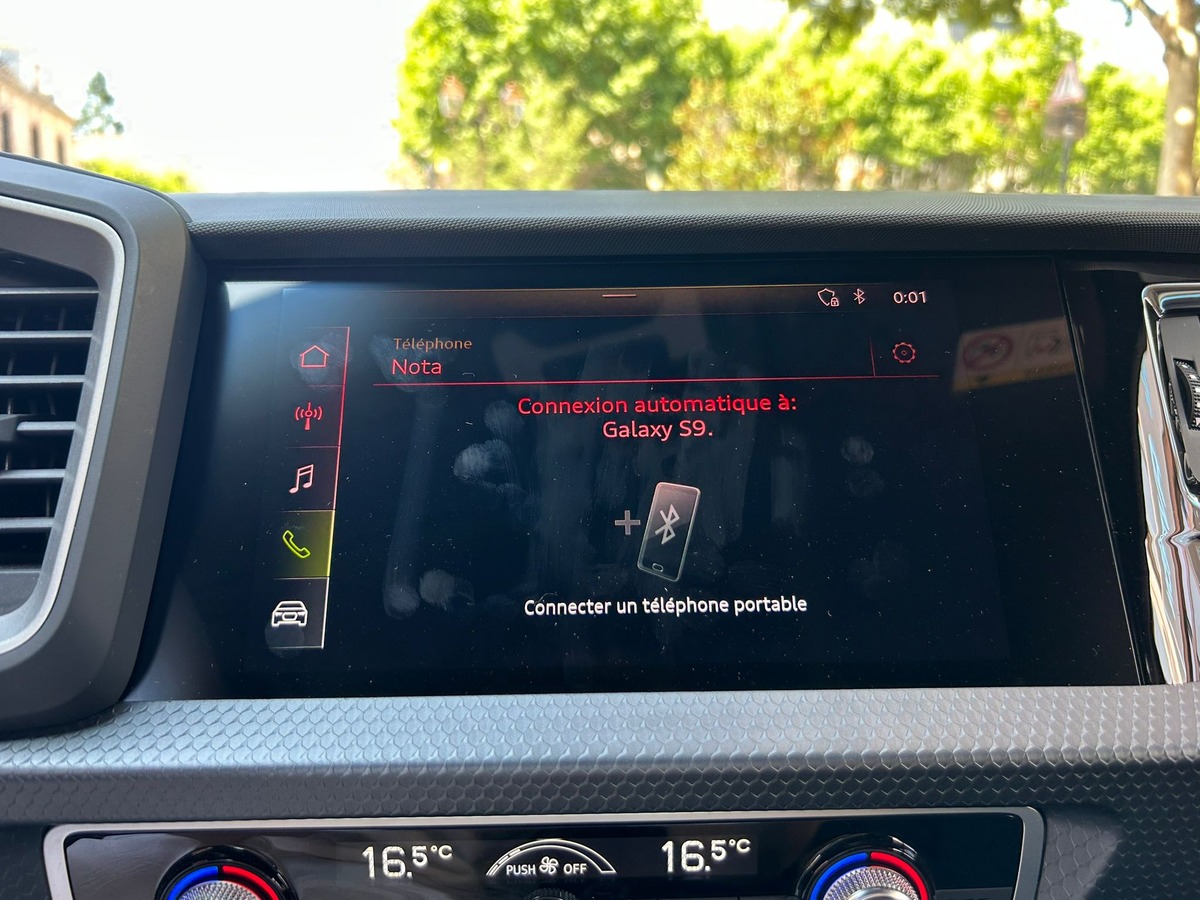 0:01
Téléphone
Nota
Connexion automatique à:
Galaxy S9.
Connecter un téléphone portable
16.5°C
PUSH OFF
16.5°C